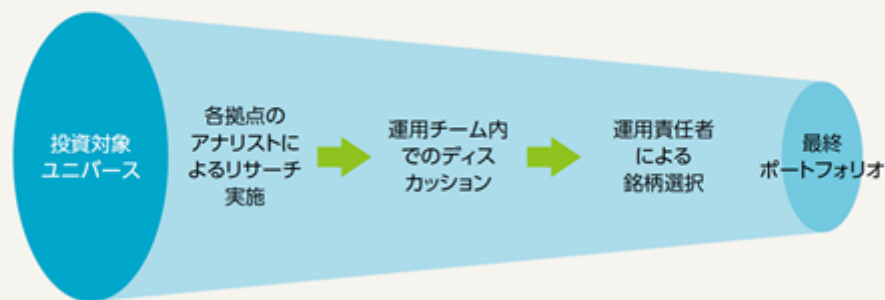 投資対象
ユニバース
各拠点の
アナリストに
よるリサーチ
実施
運用チーム内
でのディス
カッション
運用責任者
による
銘柄選択
最終
ポートフォリオ